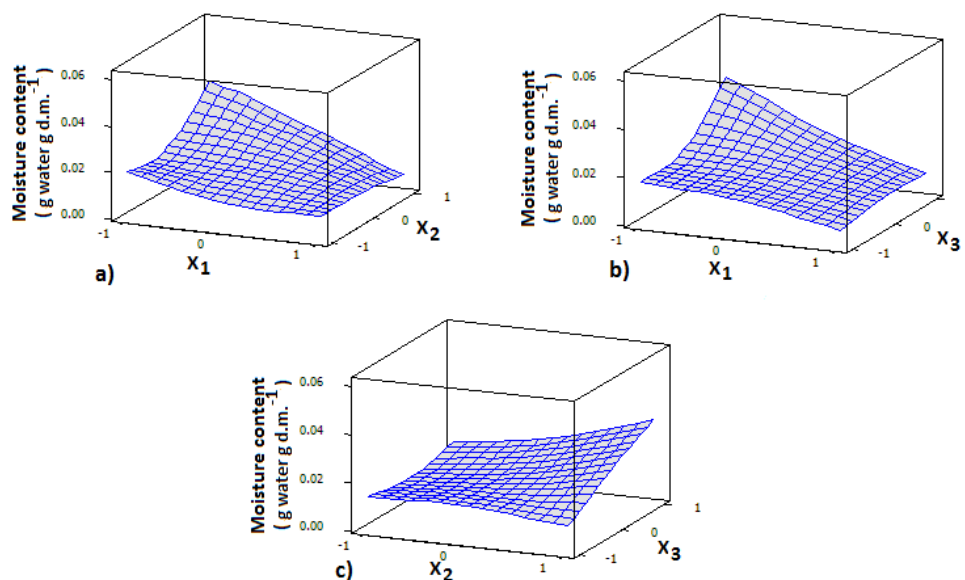 Moisture content
( g water g d.m.⁻¹ )
0.06
0.04
0.02
0.00
-1
0
1
X₁
-1
0
1
X₂
a)
Moisture content
( g water g d.m.⁻¹ )
0.06
0.04
0.02
0.00
-1
0
1
X₁
-1
0
1
X₃
b)
Moisture content
( g water g d.m.⁻¹ )
0.06
0.04
0.02
0.00
-1
0
1
X₂
-1
0
1
X₃
c)